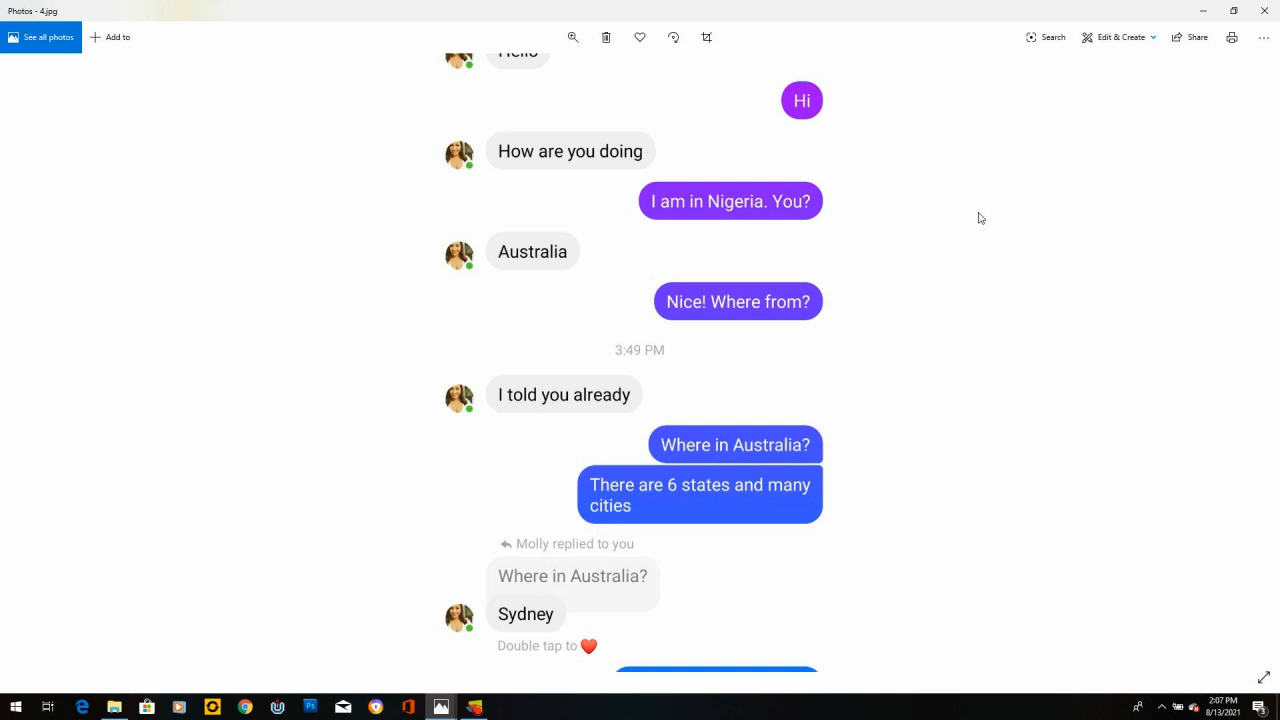 Photos - 4.jpg
See all photos
Add to
Search
Edit & Create
Share
Hello
Hi
How are you doing
I am in Nigeria. You?
Australia
Nice! Where from?
3:49 PM
I told you already
Where in Australia?
There are 6 states and many
cities
Molly replied to you
Where in Australia?
Sydney
Double tap to
Ps
2:07 PM
8/13/2021
3